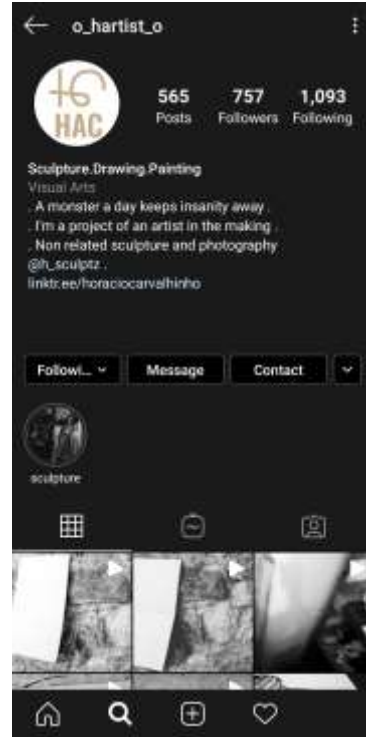 o_hartist_o
HAC
565 757 1,093
Posts Followers Following
Sculpture.Drawing.Painting
Visual Arts
. A monster a day keeps insanity away .
. I'm a project of an artist in the making .
. Non related sculpture and photography
@h_sculptz .
linktr.ee/horaciocarvalhinho
Followi... Message Contact
sculpture